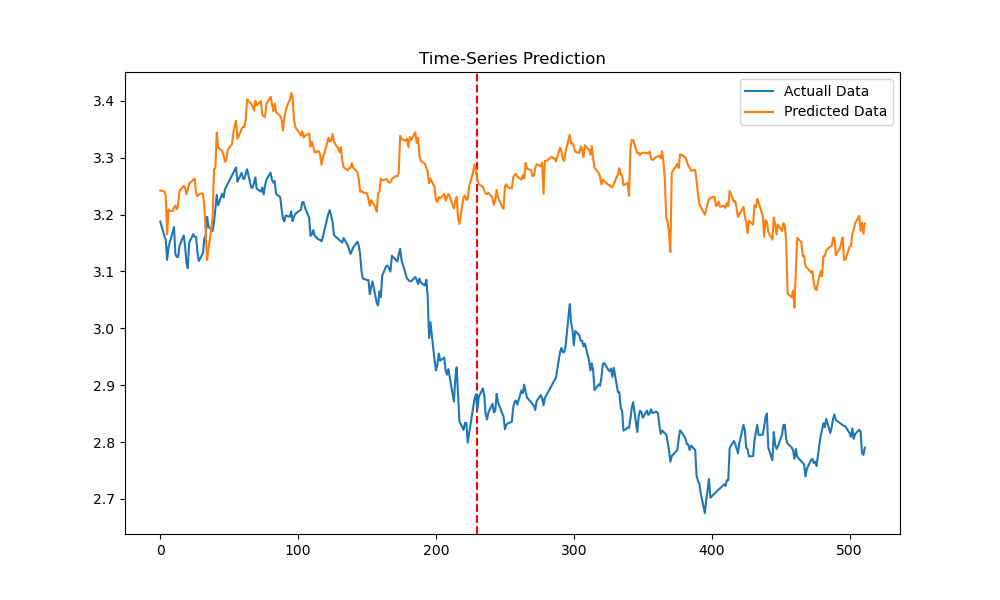 Time-Series Prediction
Actuall Data
Predicted Data
3.4
3.3
3.2
3.1
3.0
2.9
2.8
2.7
0 100 200 300 400 500